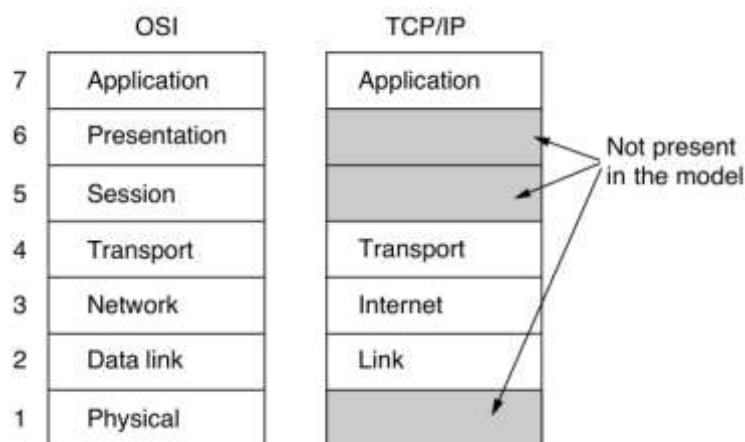 OSI TCP/IP
7 Application Application
6 Presentation
Not present
5 Session
in the model
4 Transport Transport
3 Network Internet
2 Data link Link
1 Physical